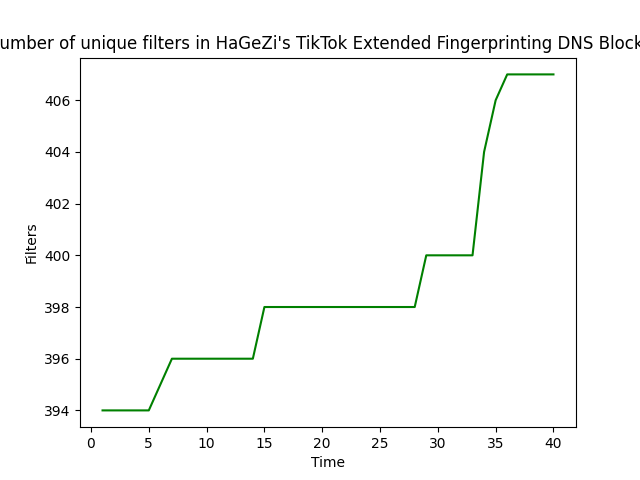 umber of unique filters in HaGeZi's TikTok Extended Fingerprinting DNS Block
406
404
402
400
398
396
394
Filters
0 5 10 15 20 25 30 35 40
Time